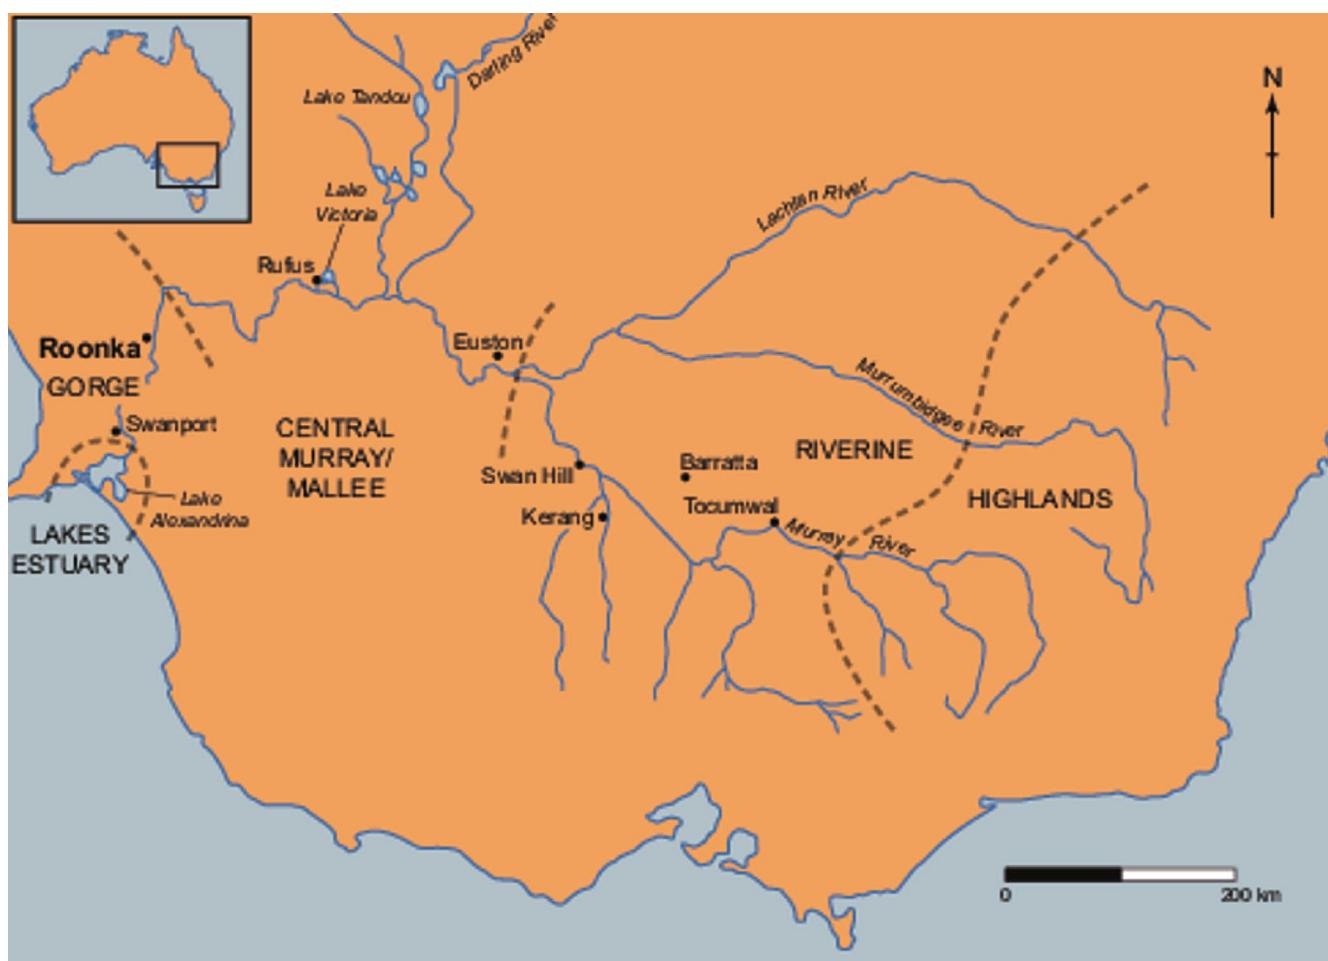 Darling River
N
Lake Tandou
Lake
Victoria
Lachlan River
Rufus
Roonka
Euston
GORGE
Murrumbidgee River
Swanport
CENTRAL
MURRAY/
MALLEE
RIVERINE
Barratta
Swan Hill
HIGHLANDS
Lake
Alexandrina
Tocumwal
Kerang
LAKES
ESTUARY
Murray River
0 200 km